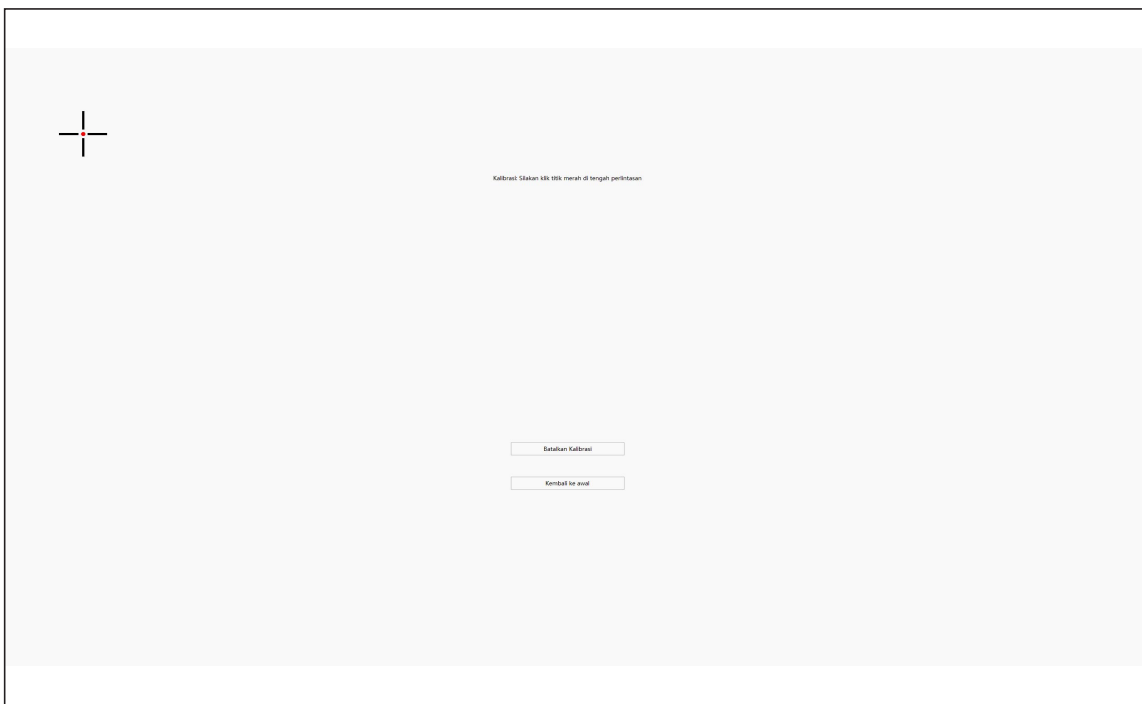 Kalibrasi: Silakan klik titik merah di tengah perlintasan
Batalkan Kalibrasi
Kembali ke awal